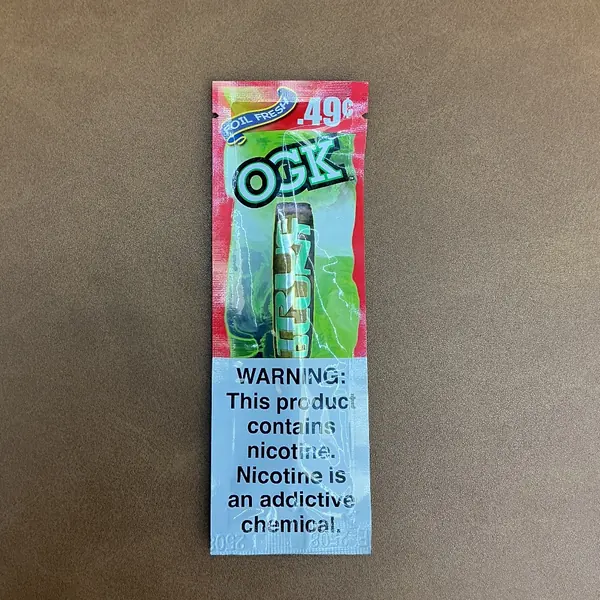 FOIL FRESH
.49¢
OGK
WARNING:
This product
contains
nicotine.
Nicotine is
an addictive
chemical.